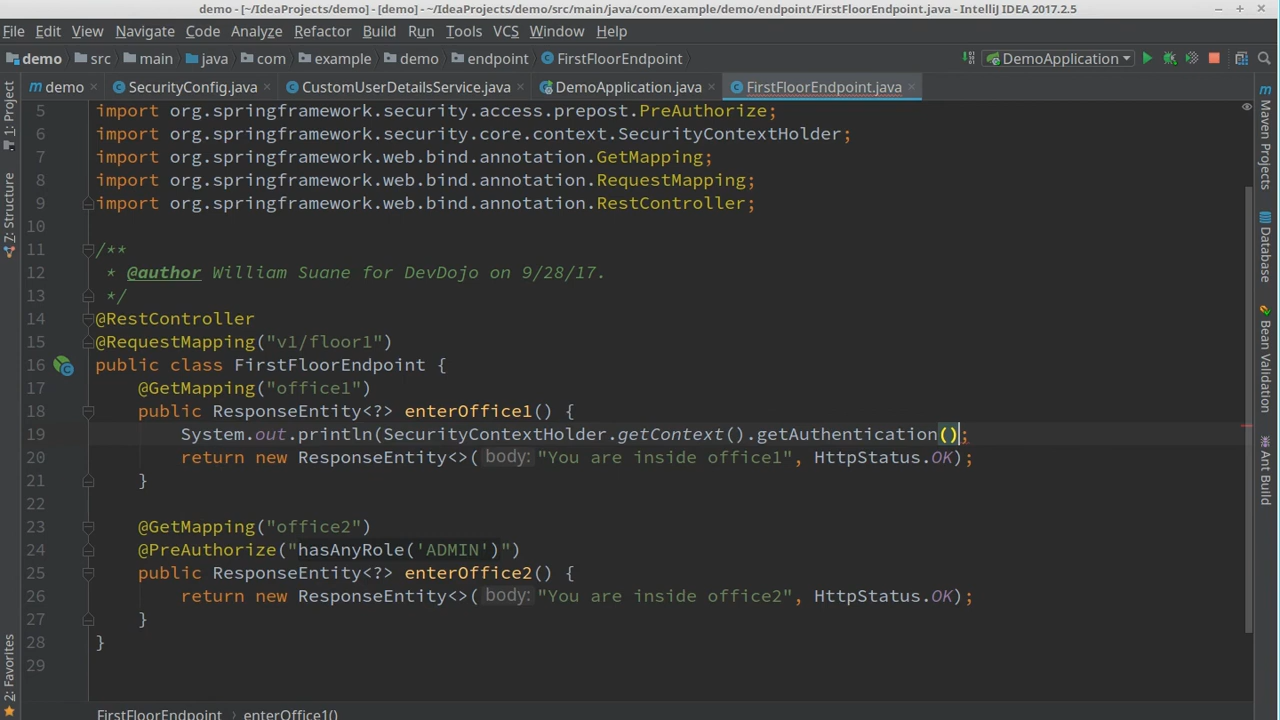 demo - [~/IdeaProjects/demo] - [demo] - ~/IdeaProjects/demo/src/main/java/com/example/demo/endpoint/FirstFloorEndpoint.java - IntelliJ IDEA 2017.2.5
File Edit View Navigate Code Analyze Refactor Build Run Tools VCS Window Help
demo src main java com example demo endpoint FirstFloorEndpoint DemoApplication
demo SecurityConfig.java CustomUserDetailsService.java DemoApplication.java FirstFloorEndpoint.java
1: Project
7: Structure
2: Favorites
5 import org.springframework.security.access.prepost.PreAuthorize;
6 import org.springframework.security.core.context.SecurityContextHolder;
7 import org.springframework.web.bind.annotation.GetMapping;
8 import org.springframework.web.bind.annotation.RequestMapping;
9 import org.springframework.web.bind.annotation.RestController;
10
11 /**
12 * @author William Suane for DevDojo on 9/28/17.
13 */
14 @RestController
15 @RequestMapping("v1/floor1")
16 public class FirstFloorEndpoint {
17 @GetMapping("office1")
18 public ResponseEntity<?> enterOffice1() {
19 System.out.println(SecurityContextHolder.getContext().getAuthentication();
20 return new ResponseEntity<>( body: "You are inside office1", HttpStatus.OK);
21 }
22
23 @GetMapping("office2")
24 @PreAuthorize("hasAnyRole('ADMIN')")
25 public ResponseEntity<?> enterOffice2() {
26 return new ResponseEntity<>( body: "You are inside office2", HttpStatus.OK);
27 }
28 }
29
Maven Projects
Database
Bean Validation
Ant Build
FirstFloorEndpoint › enterOffice1()